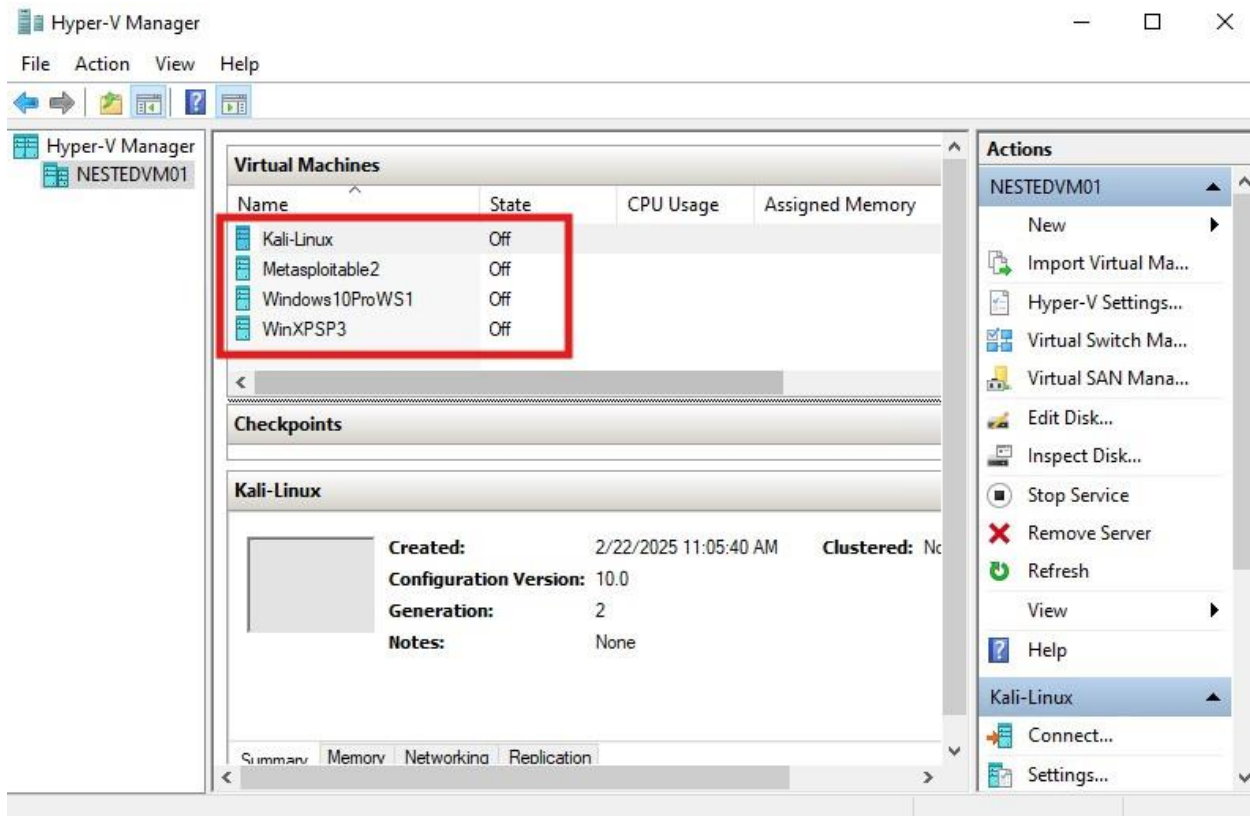 Hyper-V Manager
File Action View Help
Hyper-V Manager
NESTEDVM01
Virtual Machines
Name State CPU Usage Assigned Memory
Kali-Linux Off
Metasploitable2 Off
Windows10ProWS1 Off
WinXPSP3 Off
Checkpoints
Kali-Linux
Created: 2/22/2025 11:05:40 AM Clustered: No
Configuration Version: 10.0
Generation: 2
Notes: None
Summary Memory Networking Replication
Actions
NESTEDVM01
New
Import Virtual Ma...
Hyper-V Settings...
Virtual Switch Ma...
Virtual SAN Mana...
Edit Disk...
Inspect Disk...
Stop Service
Remove Server
Refresh
View
Help
Kali-Linux
Connect...
Settings...